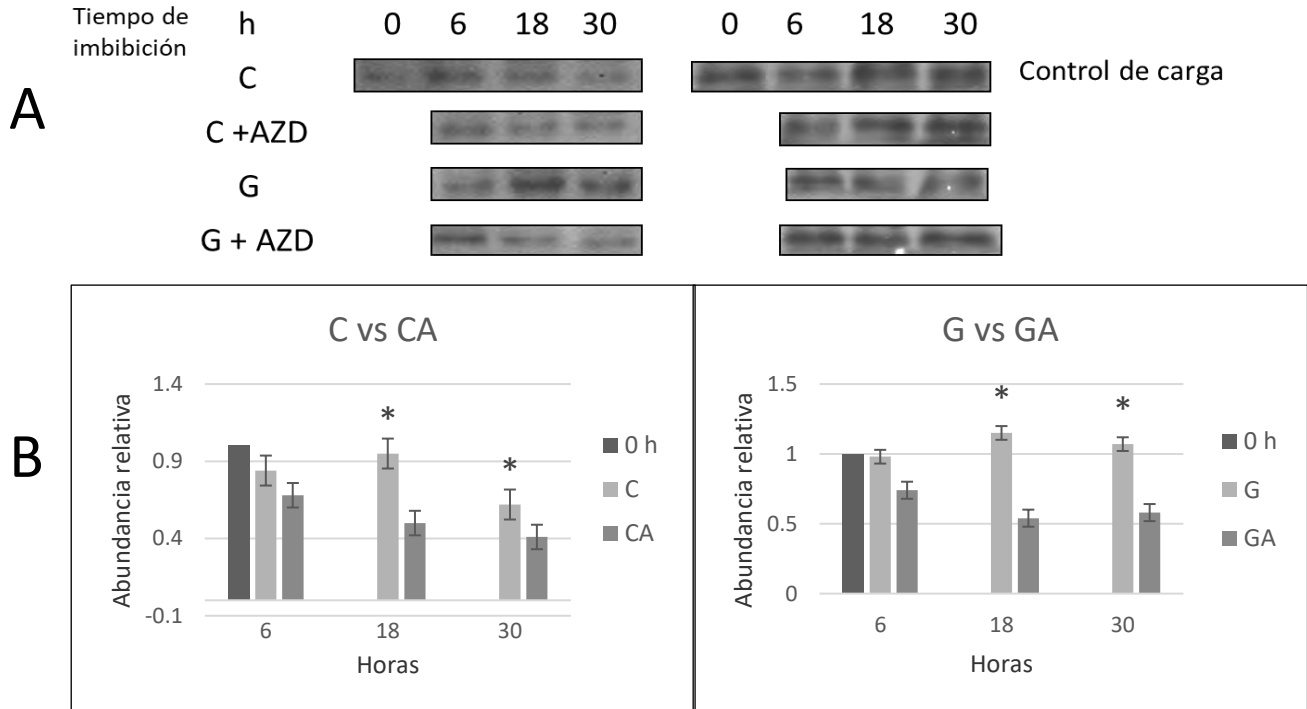 Tiempo de
imbibición
h 0 6 18 30 0 6 18 30
A
C
Control de carga
C +AZD
G
G + AZD
B
C vs CA
Abundancia relativa
1.4
0.9
0.4
-0.1
*
*
6 18 30
Horas
0 h
C
CA
G vs GA
Abundancia relativa
1.5
1
0.5
0
*
*
6 18 30
Horas
0 h
G
GA